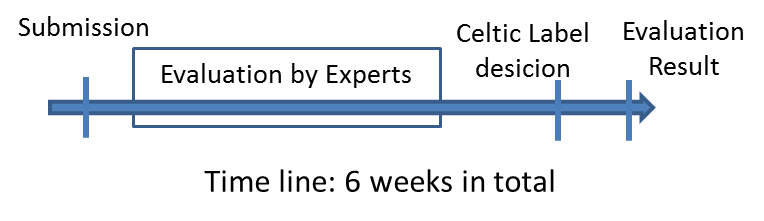 Submission
Evaluation by Experts
Celtic Label
desicion
Evaluation
Result
Time line: 6 weeks in total